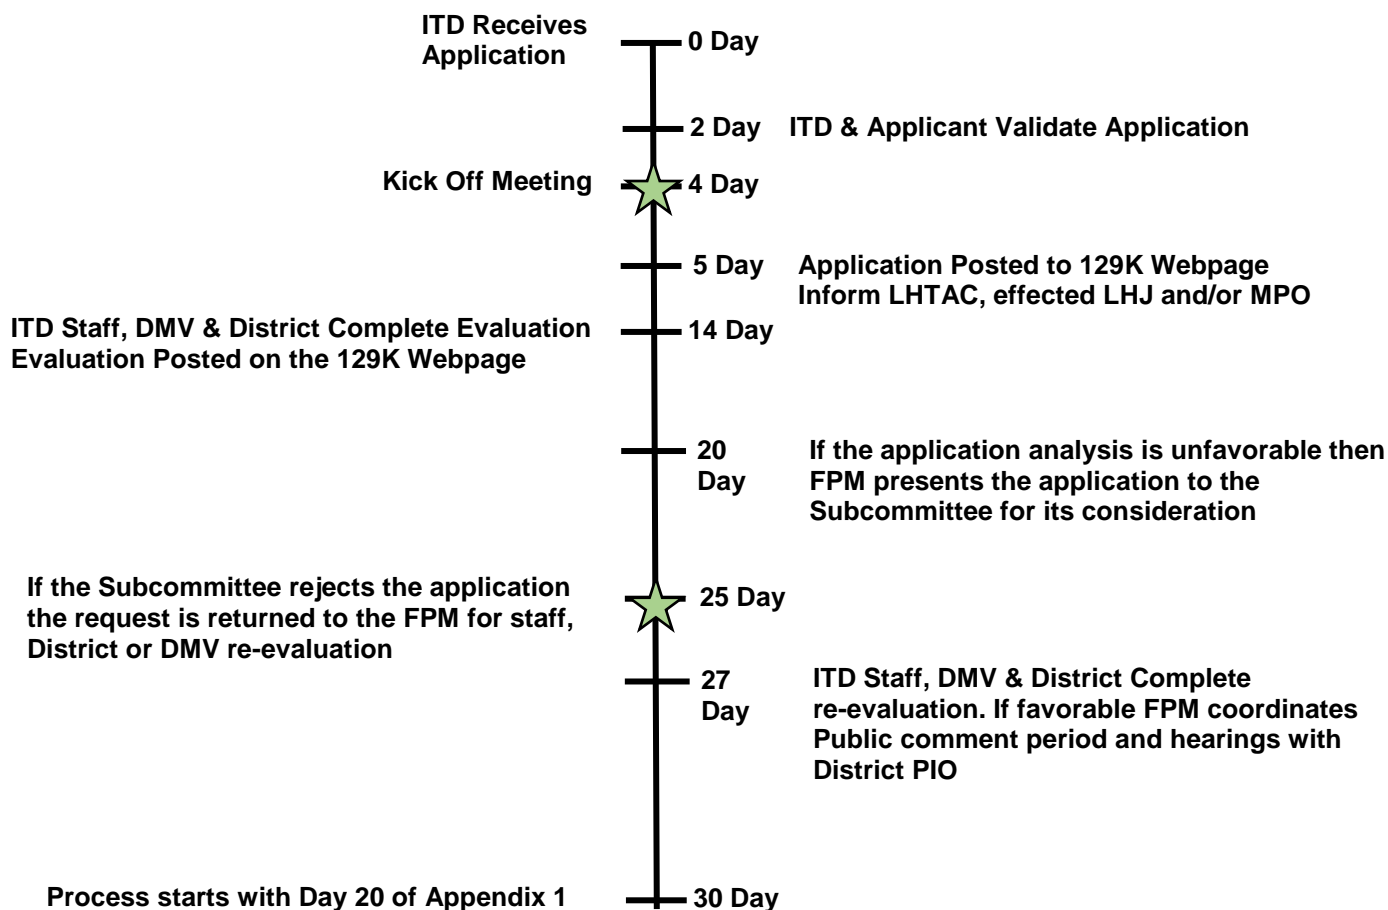 ITD Receives
Application
0 Day
2 Day
ITD & Applicant Validate Application
Kick Off Meeting
4 Day
5 Day
Application Posted to 129K Webpage
Inform LHTAC, effected LHJ and/or MPO
ITD Staff, DMV & District Complete Evaluation
Evaluation Posted on the 129K Webpage
14 Day
20
Day
If the application analysis is unfavorable then
FPM presents the application to the
Subcommittee for its consideration
If the Subcommittee rejects the application
the request is returned to the FPM for staff,
District or DMV re-evaluation
25 Day
27
Day
ITD Staff, DMV & District Complete
re-evaluation. If favorable FPM coordinates
Public comment period and hearings with
District PIO
Process starts with Day 20 of Appendix 1
30 Day